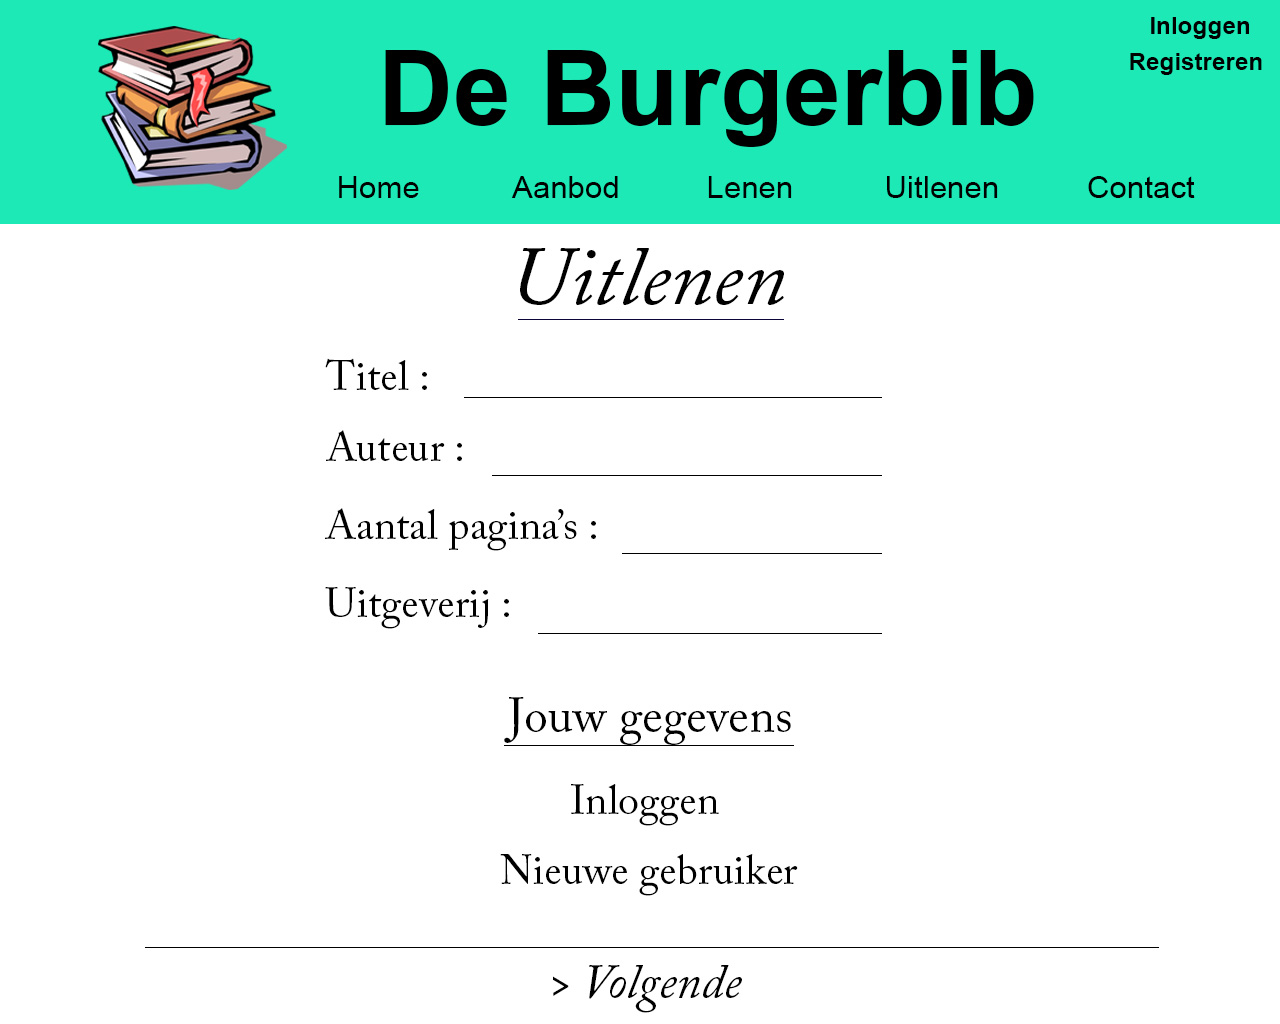 Inloggen
Registreren
De Burgerbib
Home Aanbod Lenen Uitlenen Contact
Uitlenen
Titel :
Auteur :
Aantal pagina’s :
Uitgeverij :
Jouw gegevens
Inloggen
Nieuwe gebruiker
> Volgende